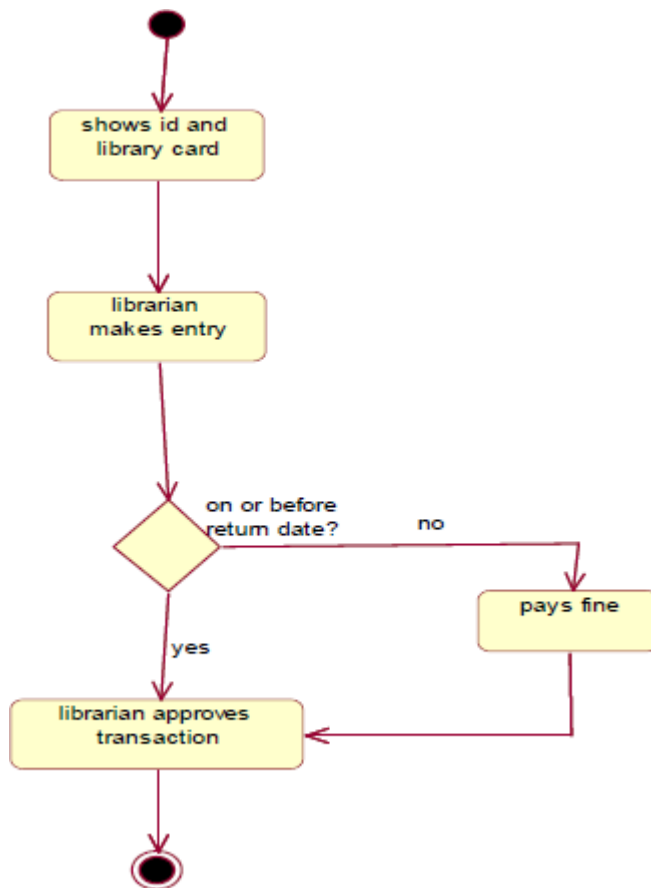 shows id and
library card
librarian
makes entry
on or before
return date?
no
pays fine
yes
librarian approves
transaction